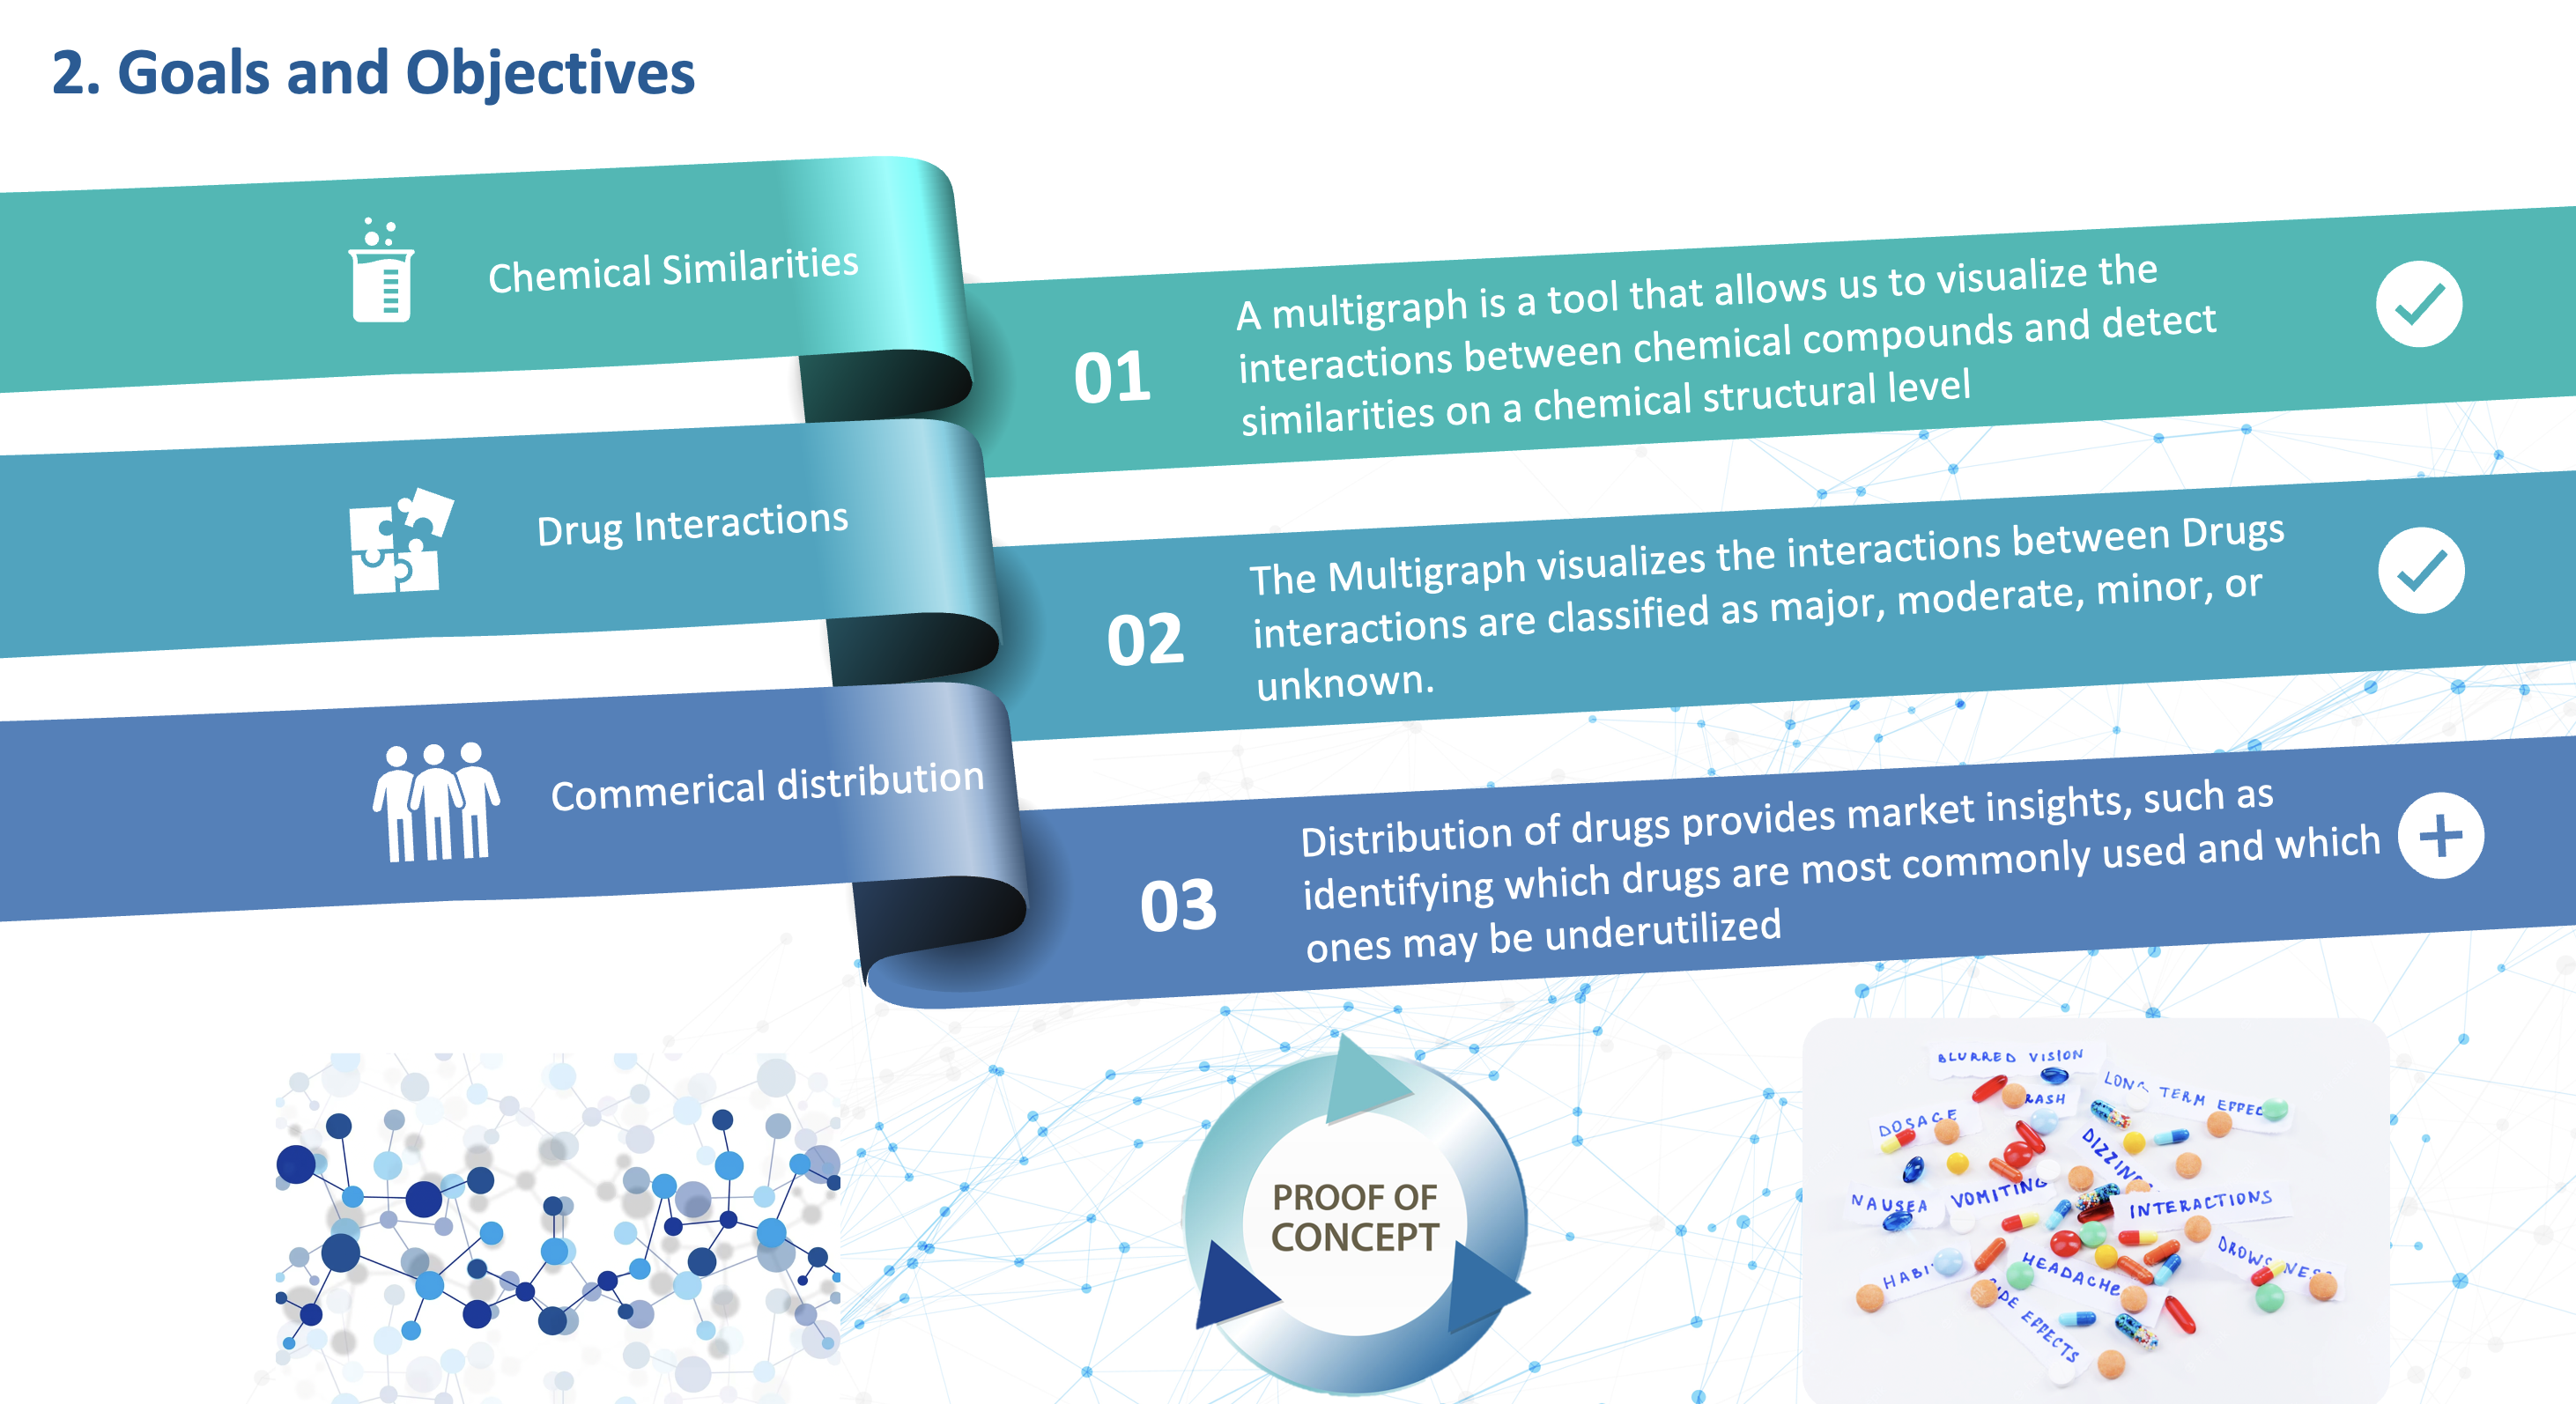 2. Goals and Objectives
Chemical Similarities
01
A multigraph is a tool that allows us to visualize the
interactions between chemical compounds and detect
similarities on a chemical structural level
Drug Interactions
02
The Multigraph visualizes the interactions between Drugs
interactions are classified as major, moderate, minor, or
unknown.
Commerical distribution
03
Distribution of drugs provides market insights, such as
identifying which drugs are most commonly used and which
ones may be underutilized
PROOF OF
CONCEPT
BLURRED VISION
LONG TERM EFFEC
RASH
DOSAGE
DIZZINE
NAUSEA
VOMITING
INTERACTIONS
DROWSINESS
HABI
HEADACHE
SIDE EFFECTS